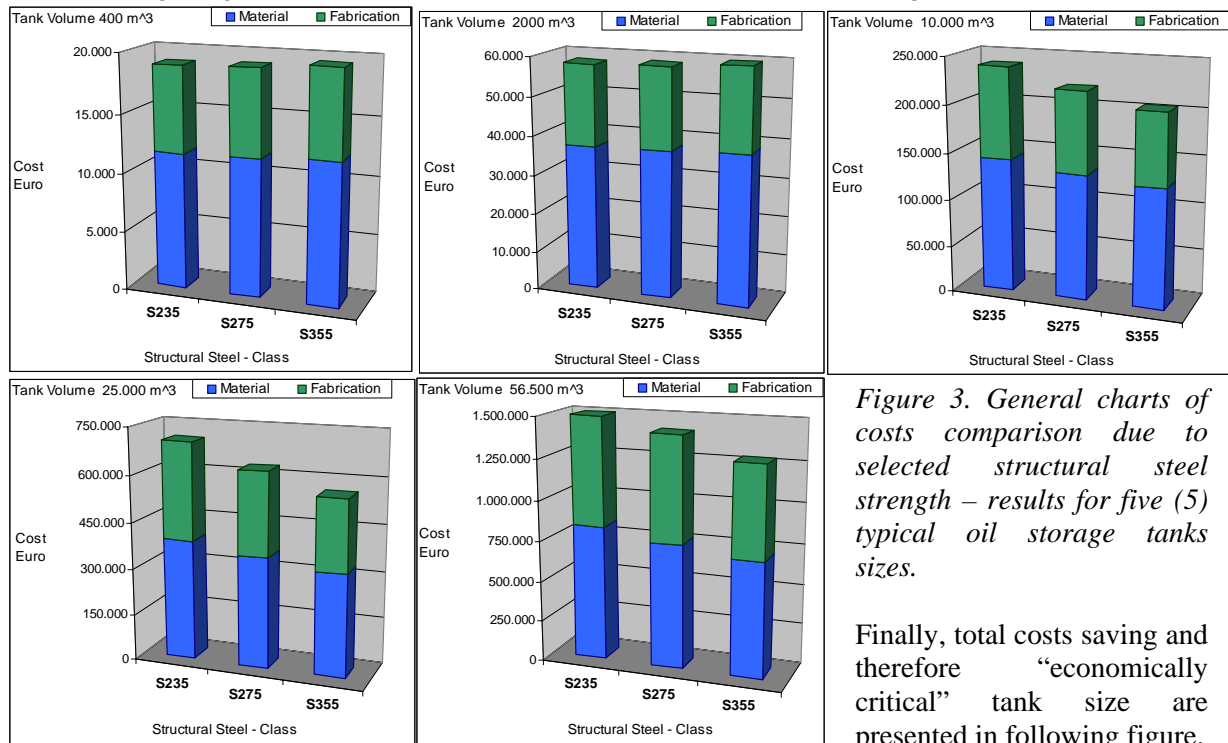 Tank Volume 400 m^3 Material Fabrication
20.000
15.000
10.000
5.000
0
Cost
Euro
S235
S275
S355
Structural Steel - Class
Tank Volume 2000 m^3 Material Fabrication
60.000
50.000
40.000
30.000
20.000
10.000
0
Cost
Euro
S235
S275
S355
Structural Steel - Class
Tank Volume 10.000 m^3 Material Fabrication
250.000
200.000
150.000
100.000
50.000
0
Cost
Euro
S235
S275
S355
Structural Steel - Class
Tank Volume 25.000 m^3 Material Fabrication
750.000
600.000
450.000
300.000
150.000
0
Cost
Euro
S235
S275
S355
Structural Steel - Class
Tank Volume 56.500 m^3 Material Fabrication
1.500.000
1.250.000
1.000.000
750.000
500.000
250.000
0
Cost
Euro
S235
S275
S355
Structural Steel - Class
Figure 3. General charts of
costs comparison due to
selected structural steel
strength – results for five (5)
typical oil storage tanks
sizes.
Finally, total costs saving and
therefore “economically
critical” tank size are
presented in following figure.